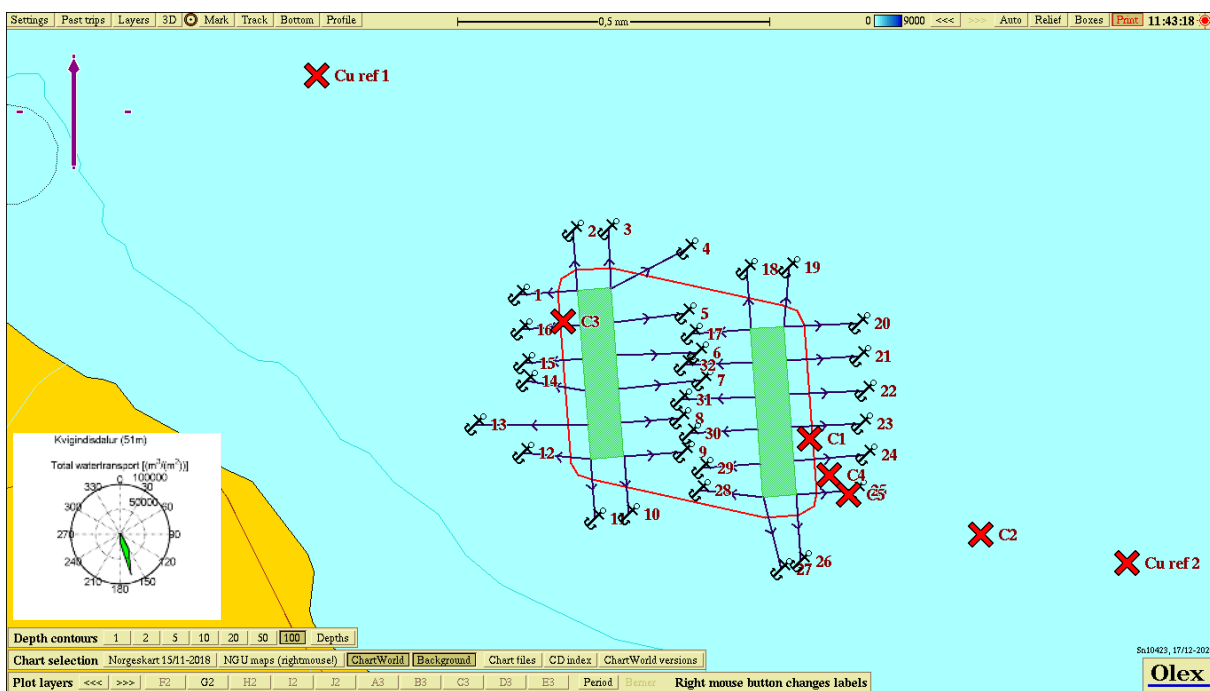 Settings Past trips Layers 3D Mark Track Bottom Profile 0,5 nm 0 9000 <<< >>> Auto Relief Boxes Print 11:43:18
Cu ref 1
2 3
4
18 19
1
5
C3
16 17 20
6
15 32 21
14 7
31 22
8
13 30 23
C1
12 9 24
29
C4
28 25
C5
11 10
C2
27 26
Cu ref 2
Kvigindisdalur (51m)
Total watertransport [(m³/m²)]
0 100000
330 30
50000
300 60
270 90
240 120
210 150
180
Depth contours 1 2 5 10 20 50 100 Depths
Chart selection Norgeskart 15/11-2018 NGU maps (rightmouse!) ChartWorld Background Chart files CD index ChartWorld versions
Plot layers <<< >>> F2 G2 H2 I2 J2 A3 B3 C3 D3 E3 Period Berner Right mouse button changes labels
Sn10423, 17/12-202
Olex